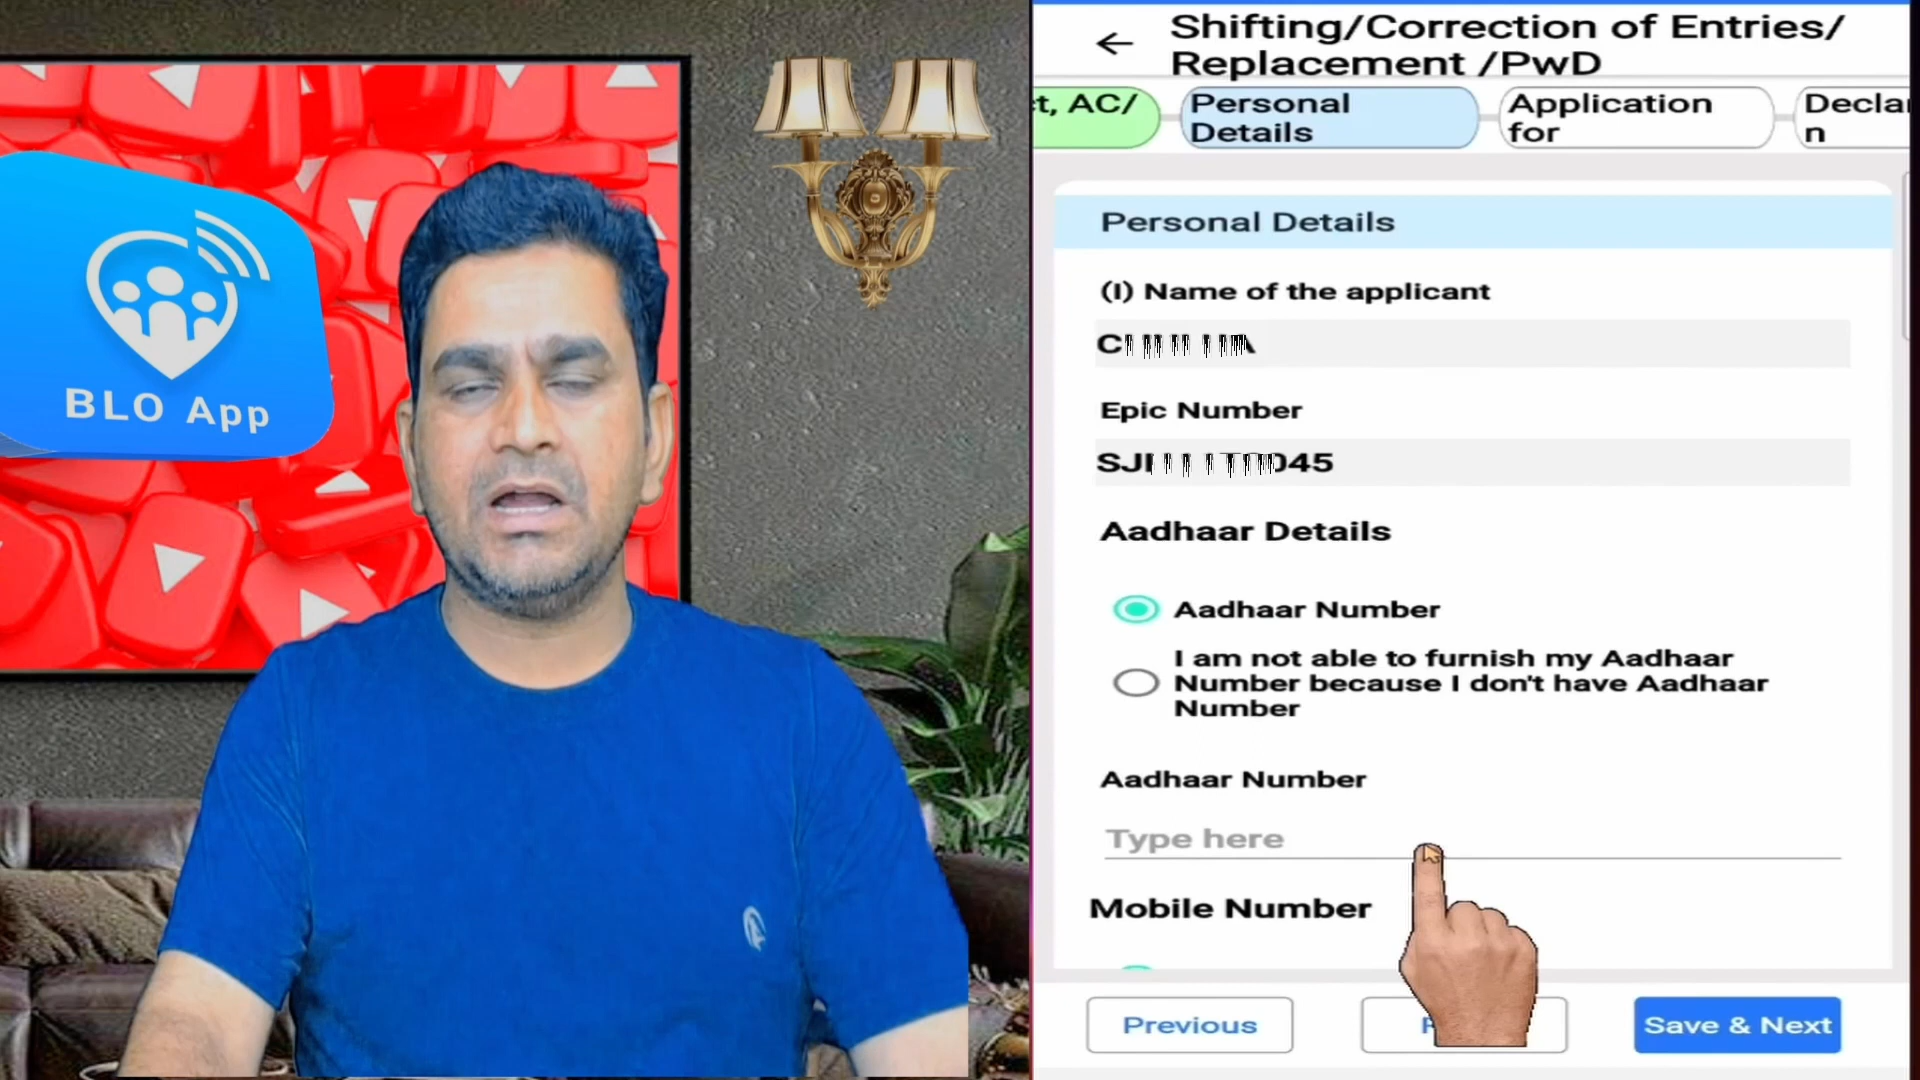 BLO App
Shifting/Correction of Entries/
Replacement /PwD
t, AC/
Personal
Details
Application
for
Declar
n
Personal Details
(I) Name of the applicant
Epic Number
Aadhaar Details
Aadhaar Number
I am not able to furnish my Aadhaar
Number because I don't have Aadhaar
Number
Aadhaar Number
Type here
Mobile Number
Previous
Save & Next